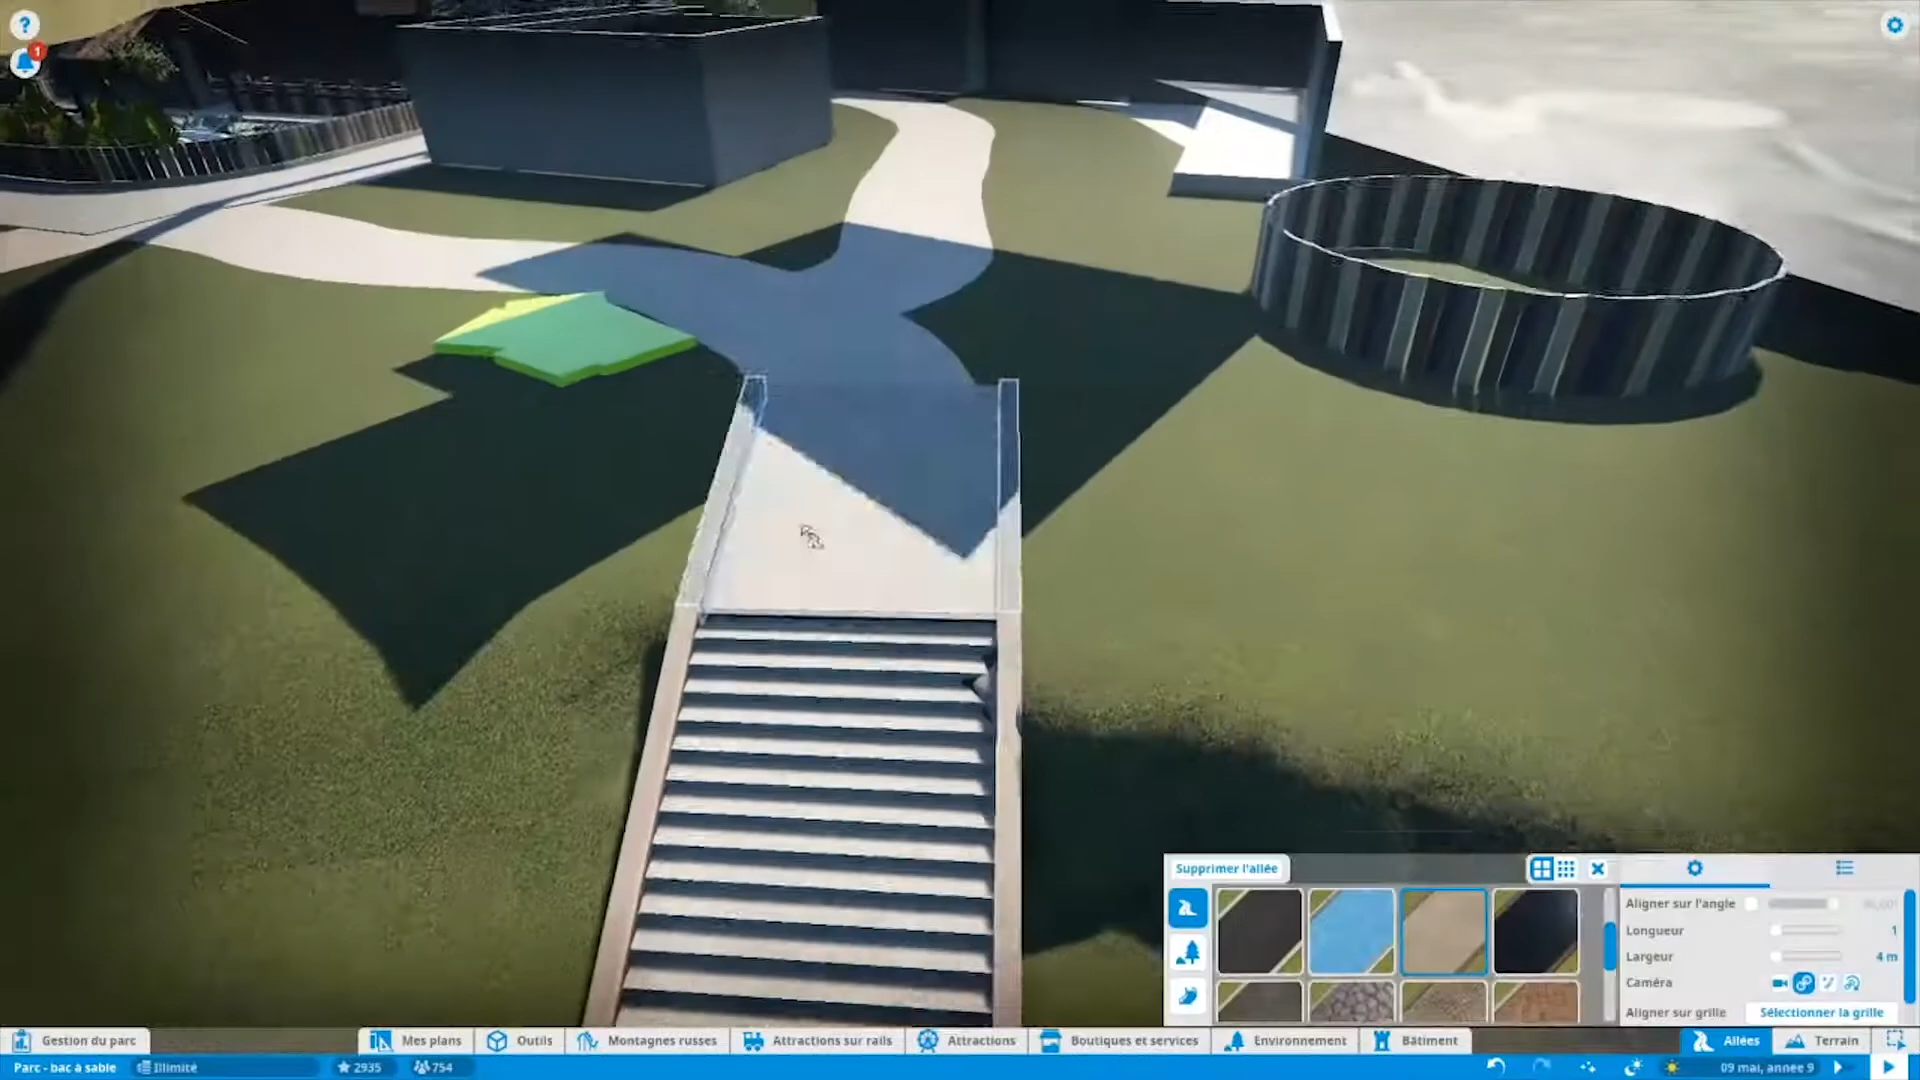 ?
1
Supprimer l'allée
Aligner sur l'angle
Longueur 1
Largeur 4 m
Caméra
Aligner sur grille Sélectionner la grille
Gestion du parc Mes plans Outils Montagnes russes Attractions sur rails Attractions Boutiques et services Environnement Bâtiment Allées Terrain
Parc - bac à sable Illimité 2935 754 09 mai, année 9